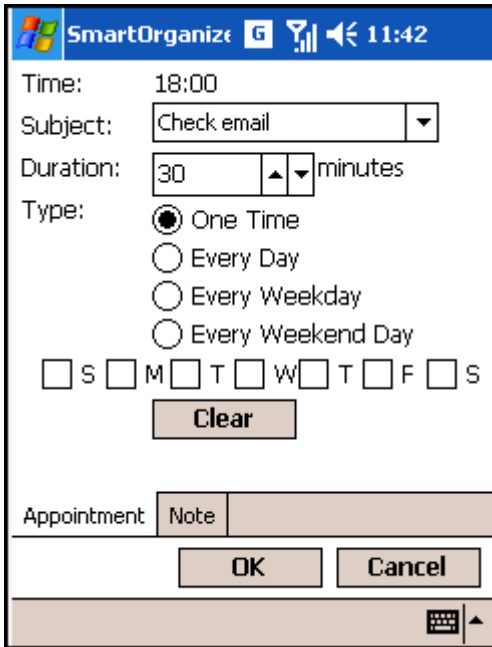 SmartOrganize G 11:42
Time: 18:00
Subject: Check email
Duration: 30 minutes
Type: One Time
Every Day
Every Weekday
Every Weekend Day
S M T W T F S
Clear
Appointment Note
OK Cancel